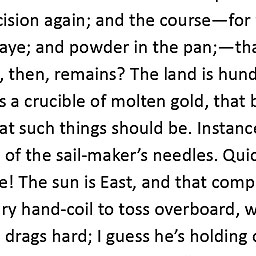 cision again; and the course—for
aye; and powder in the pan;—tha
, then, remains? The land is hund
s a crucible of molten gold, that b
at such things should be. Instance
of the sail-maker’s needles. Quic
e! The sun is East, and that comp
ry hand-coil to toss overboard, w
drags hard; I guess he’s holding